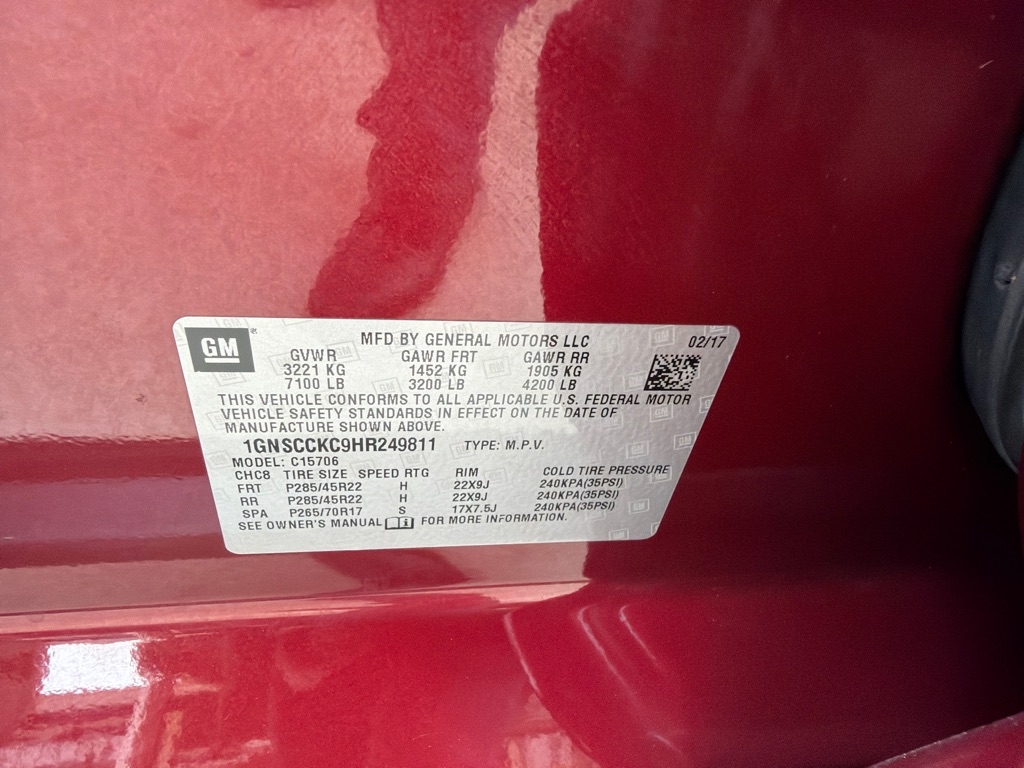 GM
MFD BY GENERAL MOTORS LLC 02/17
GVWR GAWR FRT GAWR RR
3221 KG 1452 KG 1905 KG
7100 LB 3200 LB 4200 LB
THIS VEHICLE CONFORMS TO ALL APPLICABLE U.S. FEDERAL MOTOR
VEHICLE SAFETY STANDARDS IN EFFECT ON THE DATE OF
MANUFACTURE SHOWN ABOVE.
1GNSCCKC9HR249811 TYPE: M.P.V.
MODEL: C15706
CHC8 TIRE SIZE SPEED RTG RIM COLD TIRE PRESSURE
FRT P285/45R22 H 22X9J 240KPA(35PSI)
RR P285/45R22 H 22X9J 240KPA(35PSI)
SPA P265/70R17 S 17X7.5J 240KPA(35PSI)
SEE OWNER'S MANUAL FOR MORE INFORMATION.